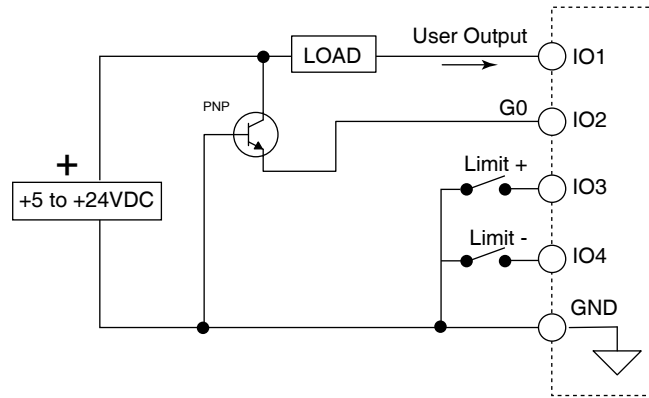 User Output
LOAD
IO1
PNP
G0
IO2
+
+5 to +24VDC
Limit +
IO3
Limit -
IO4
GND